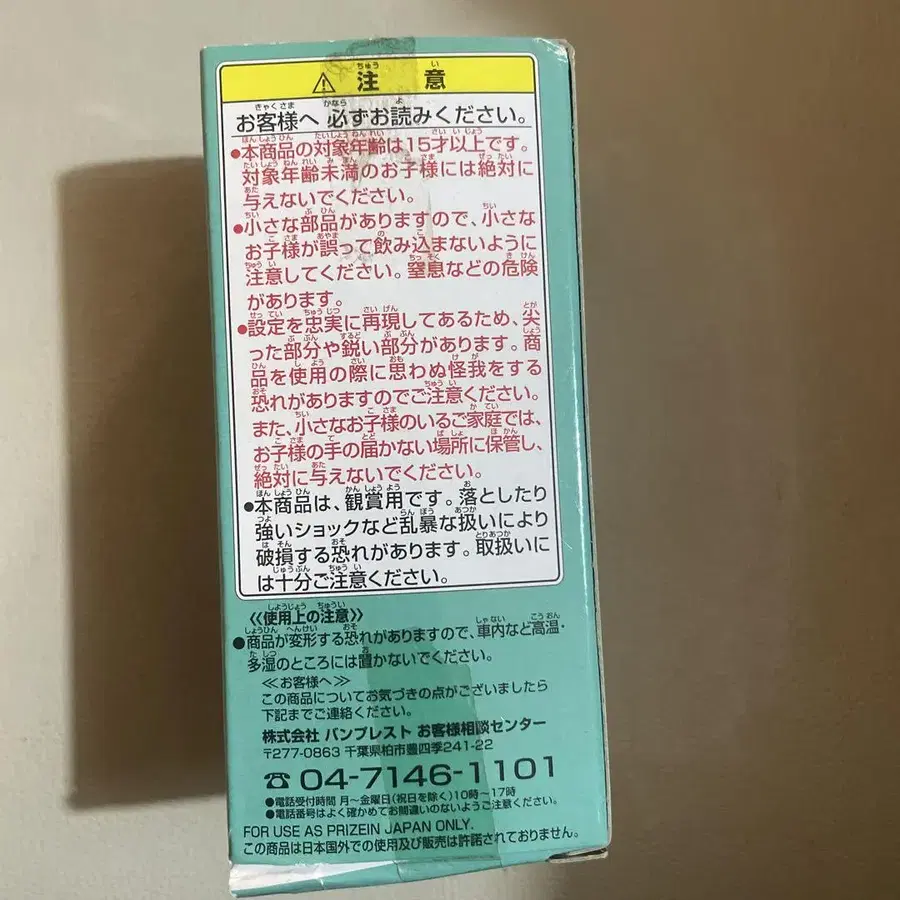 ⚠ 注意
お客様へ 必ずお読みください。
●本商品の対象年齢は15才以上です。
対象年齢未満のお子様には絶対に
与えないでください。
●小さな部品がありますので、小さな
お子様が誤って飲み込まないように
注意してください。窒息などの危険
があります。
●設定を忠実に再現してあるため、尖
った部分や鋭い部分があります。商
品を使用の際に思わぬ怪我をする
恐れがありますのでご注意ください。
また、小さなお子様のいるご家庭では、
お子様の手の届かない場所に保管し、
絶対に与えないでください。
●本商品は、観賞用です。落としたり
強いショックなど乱暴な扱いにより
破損する恐れがあります。取扱いに
は十分ご注意ください。
≪使用上の注意≫
●商品が変形する恐れがありますので、車内など高温・
多湿のところには置かないでください。
≪お客様へ≫
この商品についてお気づきの点がございましたら
下記までご連絡ください。
株式会社 バンプレスト お客様相談センター
〒277-0863 千葉県柏市豊四季241-22
☎ 04-7146-1101
●電話受付時間 月〜金曜日(祝日を除く)10時〜17時
●電話番号はよく確かめてお間違いのないようご注意ください。
FOR USE AS PRIZEIN JAPAN ONLY.
この商品は日本国外での使用及び販売は許諾されておりません。